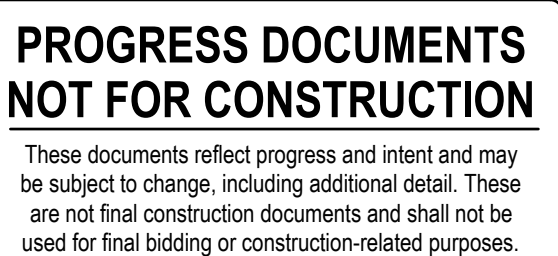 PROGRESS DOCUMENTS
NOT FOR CONSTRUCTION
These documents reflect progress and intent and may
be subject to change, including additional detail. These
are not final construction documents and shall not be
used for final bidding or construction-related purposes.